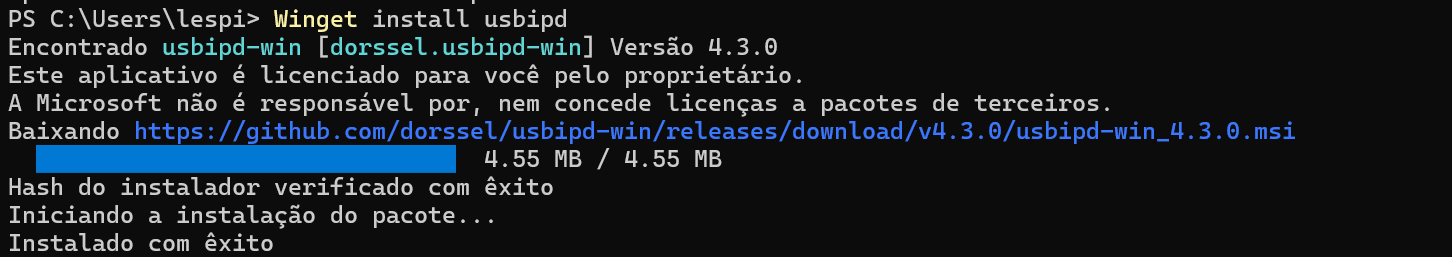 PS C:\Users\lespi> Winget install usbipd
Encontrado usbipd-win [dorssel.usbipd-win] Versão 4.3.0
Este aplicativo é licenciado para você pelo proprietário.
A Microsoft não é responsável por, nem concede licenças a pacotes de terceiros.
Baixando https://github.com/dorssel/usbipd-win/releases/download/v4.3.0/usbipd-win_4.3.0.msi
4.55 MB / 4.55 MB
Hash do instalador verificado com êxito
Iniciando a instalação do pacote...
Instalado com êxito